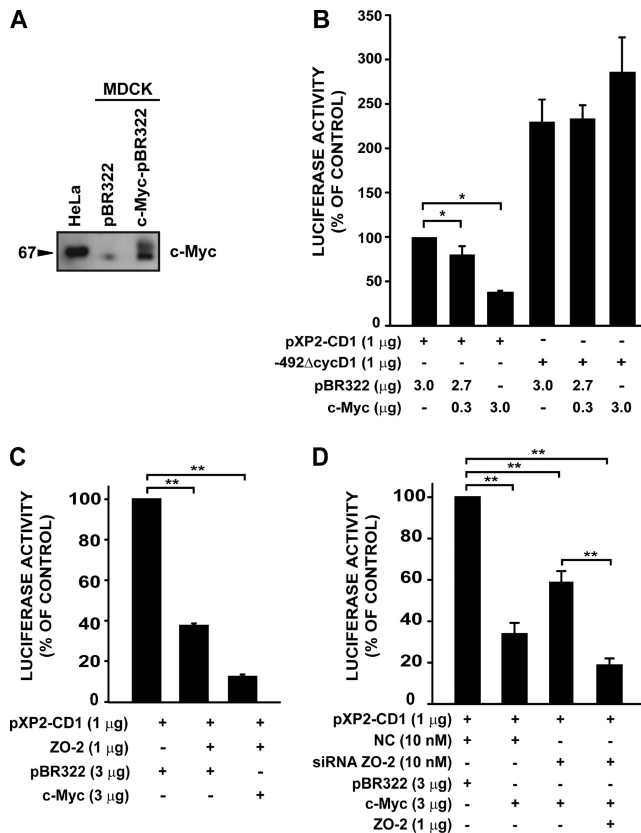 A
MDCK
HeLa
pBR322
c-Myc-pBR322
67
c-Myc
B
LUCIFERASE ACTIVITY
(% OF CONTROL)
350
300
250
200
150
100
50
0
*
*
pXP2-CD1 (1 μg) + + + - - -
-492ΔcycD1 (1 μg) - - - + + +
pBR322 (μg) 3.0 2.7 - 3.0 2.7 -
c-Myc (μg) - 0.3 3.0 - 0.3 3.0
C
LUCIFERASE ACTIVITY
(% OF CONTROL)
100
80
60
40
20
0
**
**
pXP2-CD1 (1 μg) + + +
ZO-2 (1 μg) - + +
pBR322 (3 μg) + + -
c-Myc (3 μg) - - +
D
LUCIFERASE ACTIVITY
(% OF CONTROL)
100
80
60
40
20
0
**
**
**
**
pXP2-CD1 (1 μg) + + + +
NC (10 nM) + + - -
siRNA ZO-2 (10 nM) - - + +
pBR322 (3 μg) + - - -
c-Myc (3 μg) - + + +
ZO-2 (1 μg) - - - +